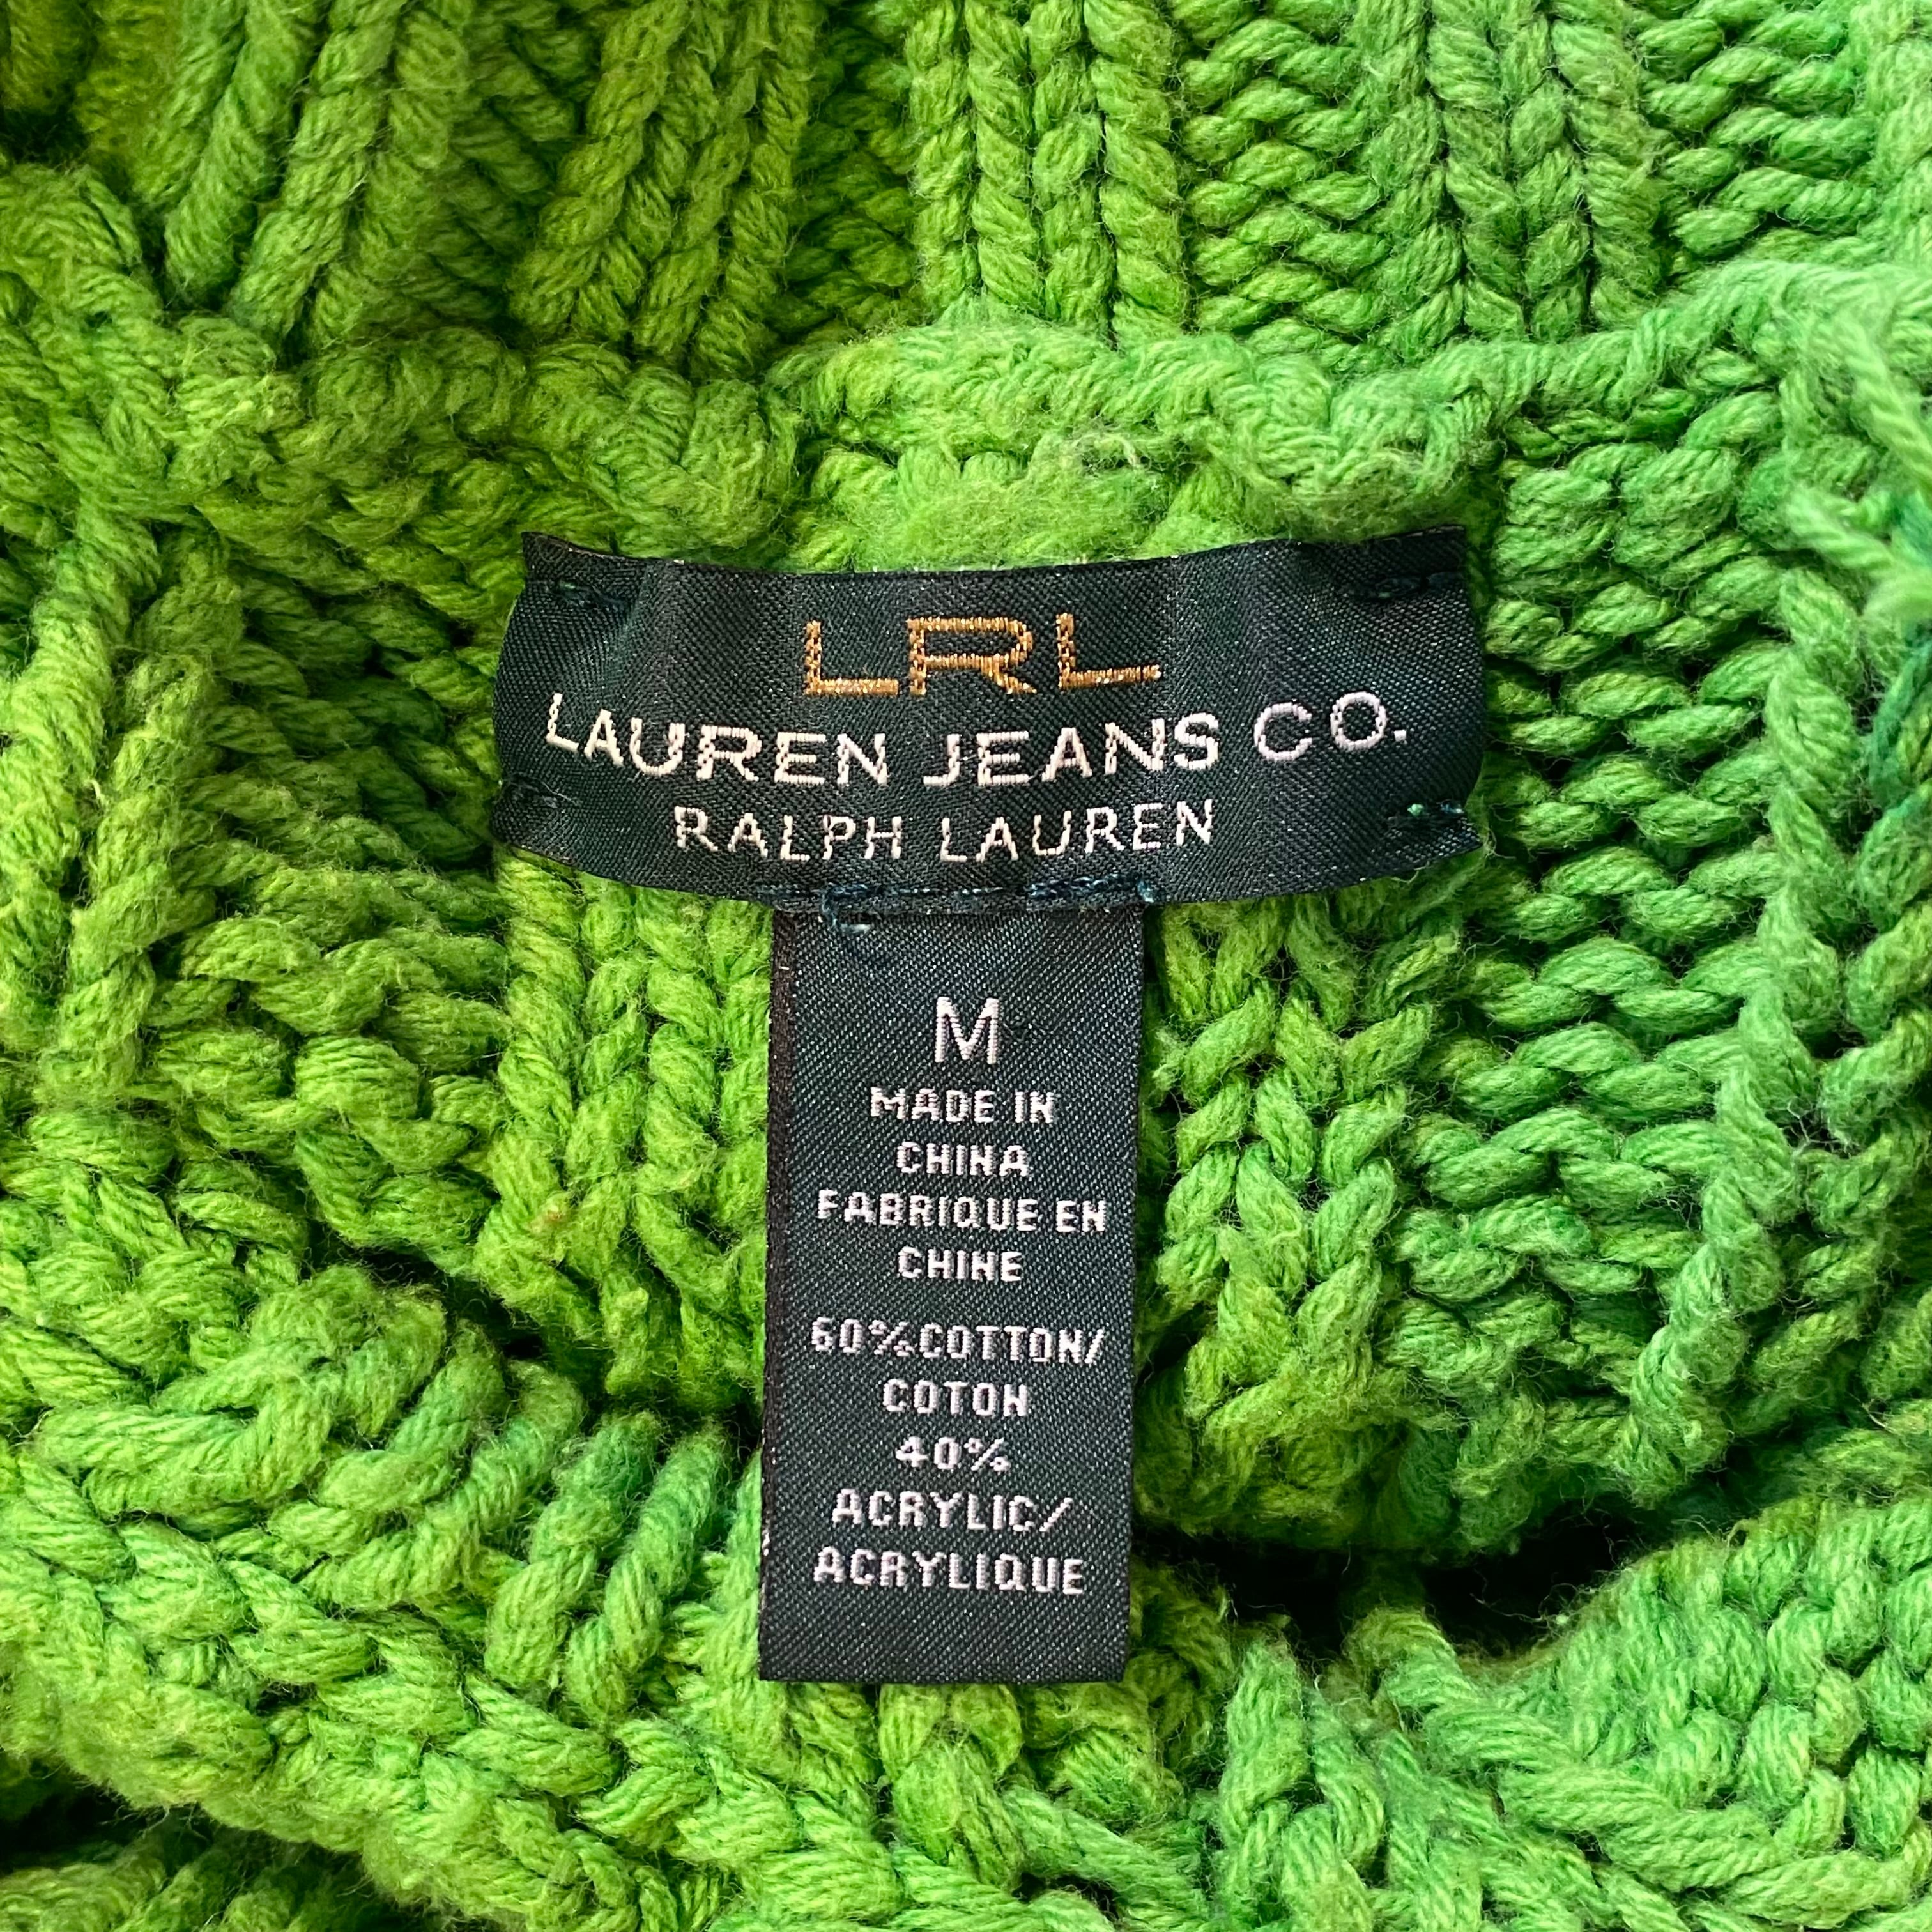 LRL
LAUREN JEANS CO.
RALPH LAUREN
M
MADE IN
CHINA
FABRIQUE EN
CHINE
60%COTTON/
COTON
40%
ACRYLIC/
ACRYLIQUE